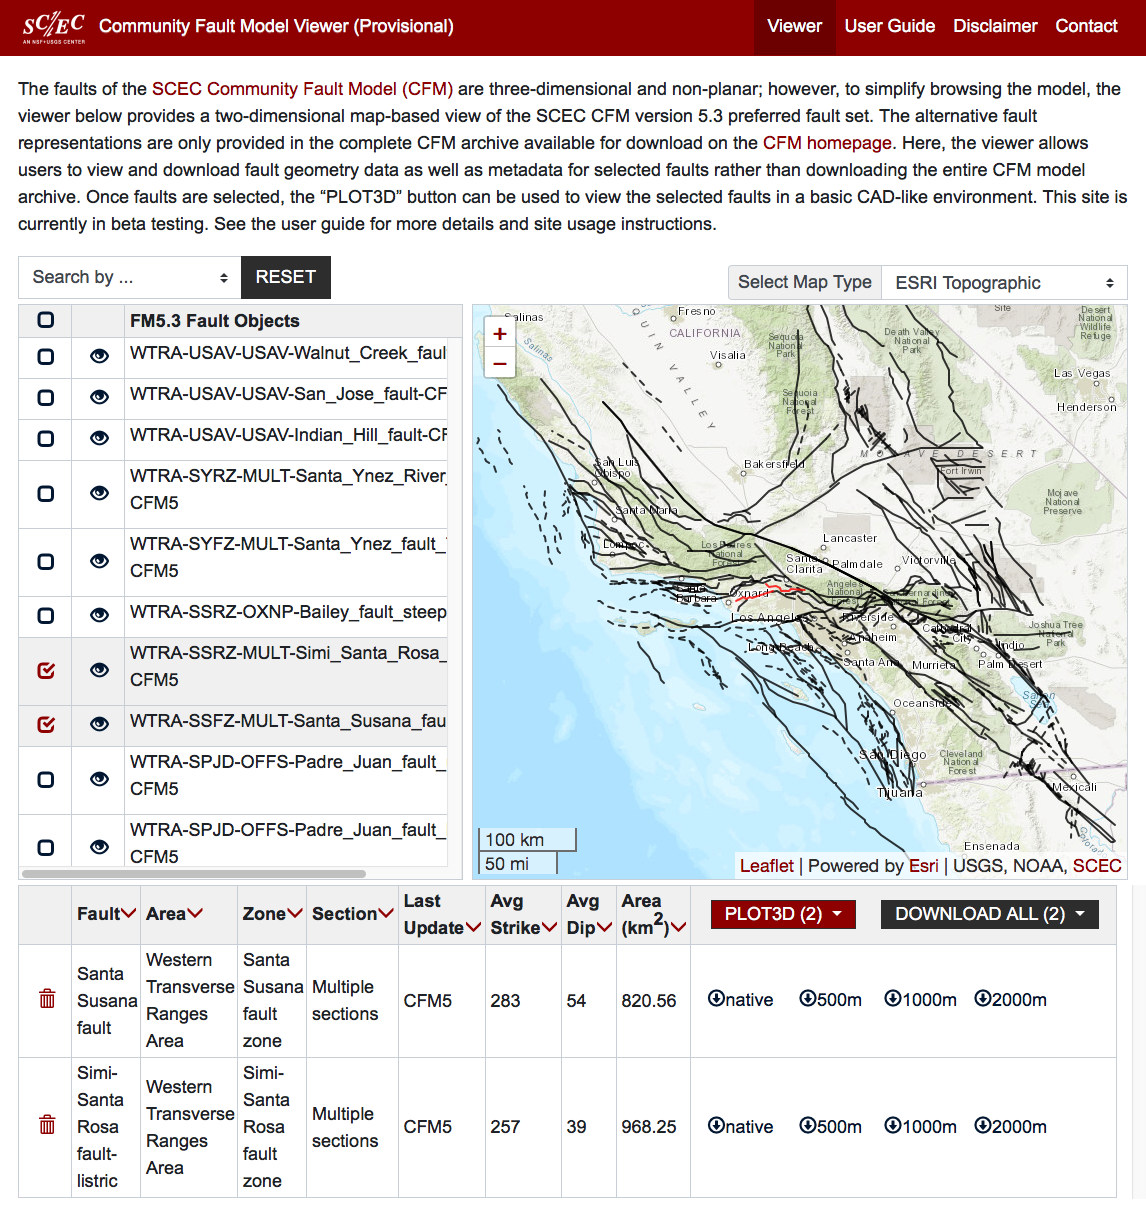 SC/EC
AN NSF+USGS CENTER
Community Fault Model Viewer (Provisional)
Viewer
User Guide
Disclaimer
Contact
The faults of the SCEC Community Fault Model (CFM) are three-dimensional and non-planar; however, to simplify browsing the model, the
viewer below provides a two-dimensional map-based view of the SCEC CFM version 5.3 preferred fault set. The alternative fault
representations are only provided in the complete CFM archive available for download on the CFM homepage. Here, the viewer allows
users to view and download fault geometry data as well as metadata for selected faults rather than downloading the entire CFM model
archive. Once faults are selected, the “PLOT3D” button can be used to view the selected faults in a basic CAD-like environment. This site is
currently in beta testing. See the user guide for more details and site usage instructions.
Search by ...
RESET
Select Map Type
ESRI Topographic
FM5.3 Fault Objects
WTRA-USAV-USAV-Walnut_Creek_faul
WTRA-USAV-USAV-San_Jose_fault-CF
WTRA-USAV-USAV-Indian_Hill_fault-CF
WTRA-SYRZ-MULT-Santa_Ynez_River_
CFM5
WTRA-SYFZ-MULT-Santa_Ynez_fault_
CFM5
WTRA-SSRZ-OXNP-Bailey_fault_steep
WTRA-SSRZ-MULT-Simi_Santa_Rosa_
CFM5
WTRA-SSFZ-MULT-Santa_Susana_fau
WTRA-SPJD-OFFS-Padre_Juan_fault_
CFM5
WTRA-SPJD-OFFS-Padre_Juan_fault_
CFM5
+
−
Salinas
Salinas
Fresno
CALIFORNIA
Visalia
VALLEY
Sequoia
National
Park
Sequoia
National
Forest
Death Valley
National
Park
Site
Desert
National
Wildlife
Refuge
Las Vegas
Henderson
San Luis
Obispo
Bakersfield
MOJAVE DESERT
Fort Irwin
Mojave
National
Preserve
Santa Maria
Lompoc
Los Padres
National
Forest
Lancaster
Santa
Clarita
Palmdale
Victorville
Santa
Barbara
Oxnard
Angeles
National
Forest
San Bernardino
National Forest
Los Angeles
Riverside
Cathedral
City
Joshua Tree
National
Park
Long Beach
Anaheim
Indio
Santa Ana
Murrieta
Palm Desert
Oceanside
Salton
Sea
San Diego
Cleveland
National
Forest
Tijuana
Mexicali
Ensenada
100 km
50 mi
Leaflet | Powered by Esri | USGS, NOAA, SCEC
Fault
Area
Zone
Section
Last
Update
Avg
Strike
Avg
Dip
Area
(km2)
PLOT3D (2)
DOWNLOAD ALL (2)
Santa
Susana
fault
Western
Transverse
Ranges
Area
Santa
Susana
fault
zone
Multiple
sections
CFM5
283
54
820.56
native
500m
1000m
2000m
Simi-
Santa
Rosa
fault-
listric
Western
Transverse
Ranges
Area
Simi-
Santa
Rosa
fault
zone
Multiple
sections
CFM5
257
39
968.25
native
500m
1000m
2000m